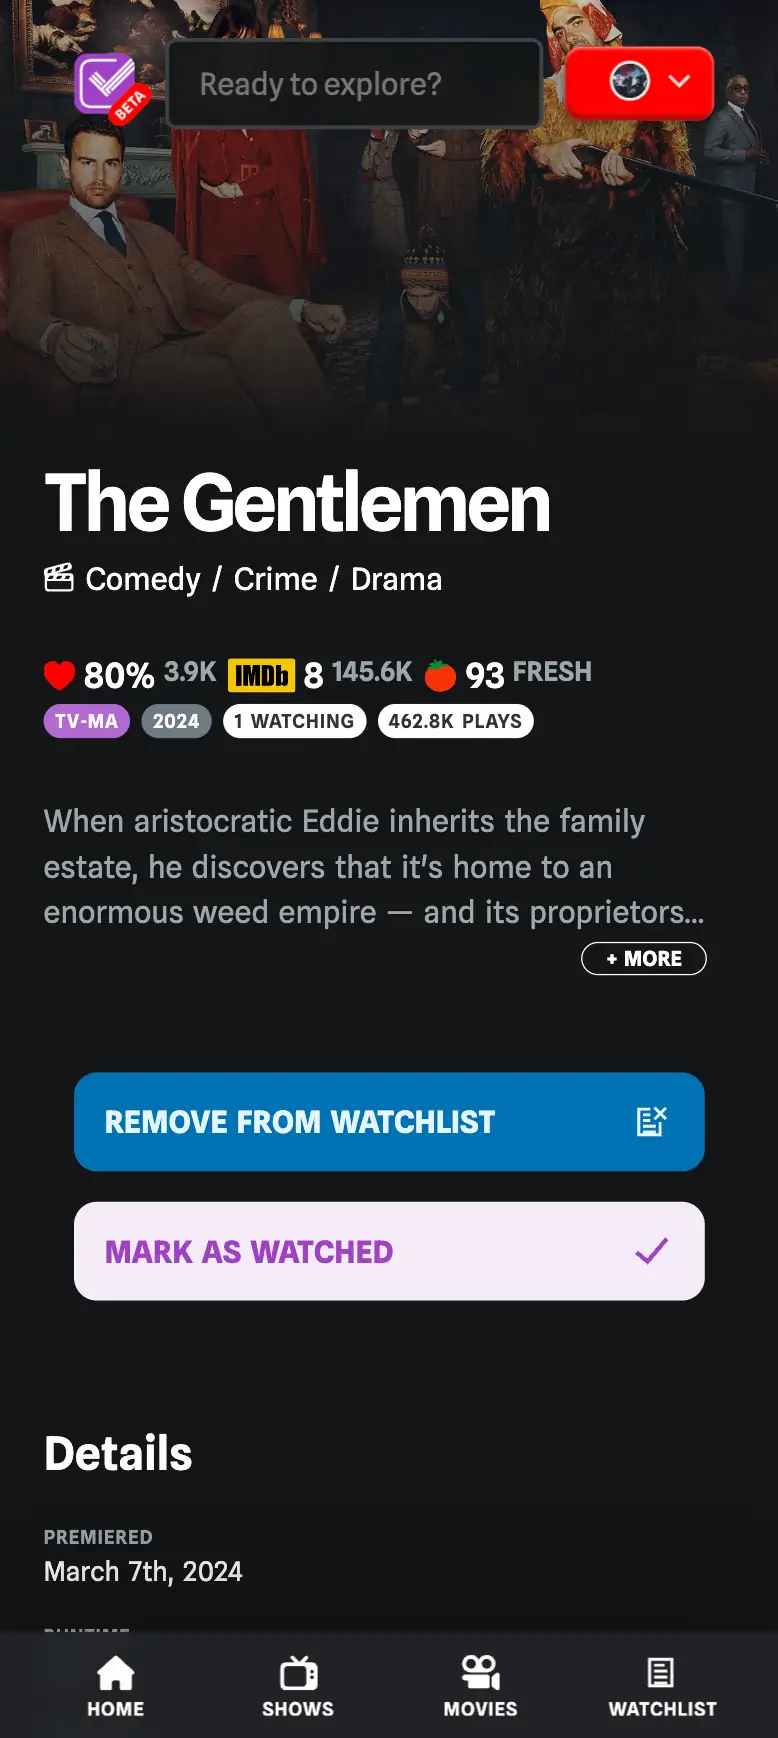 BETA
Ready to explore?
The Gentlemen
Comedy / Crime / Drama
80% 3.9K IMDb 8 145.6K 93 FRESH
TV-MA 2024 1 WATCHING 462.8K PLAYS
When aristocratic Eddie inherits the family
estate, he discovers that it's home to an
enormous weed empire — and its proprietors...
+ MORE
REMOVE FROM WATCHLIST
MARK AS WATCHED
Details
PREMIERED
March 7th, 2024
HOME SHOWS MOVIES WATCHLIST